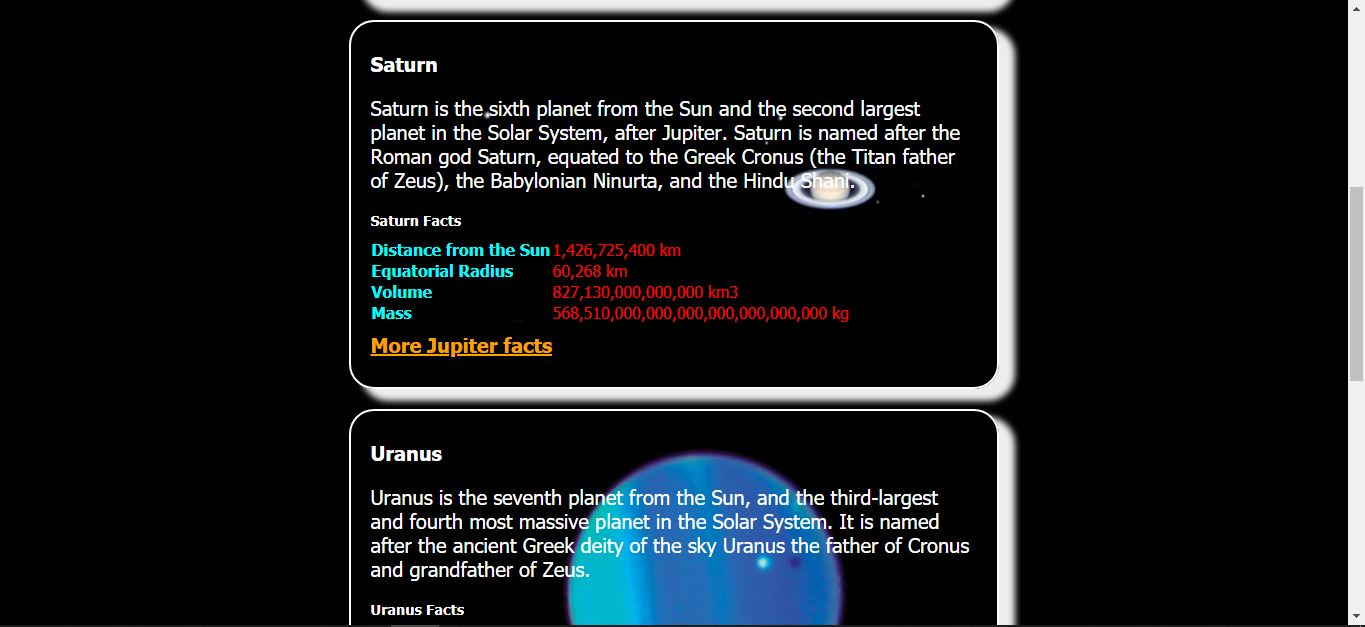 Saturn
Saturn is the sixth planet from the Sun and the second largest
planet in the Solar System, after Jupiter. Saturn is named after the
Roman god Saturn, equated to the Greek Cronus (the Titan father
of Zeus), the Babylonian Ninurta, and the Hindu Shani.
Saturn Facts
Distance from the Sun 1,426,725,400 km
Equatorial Radius 60,268 km
Volume 827,130,000,000,000 km3
Mass 568,510,000,000,000,000,000,000,000 kg
More Jupiter facts
Uranus
Uranus is the seventh planet from the Sun, and the third-largest
and fourth most massive planet in the Solar System. It is named
after the ancient Greek deity of the sky Uranus the father of Cronus
and grandfather of Zeus.
Uranus Facts